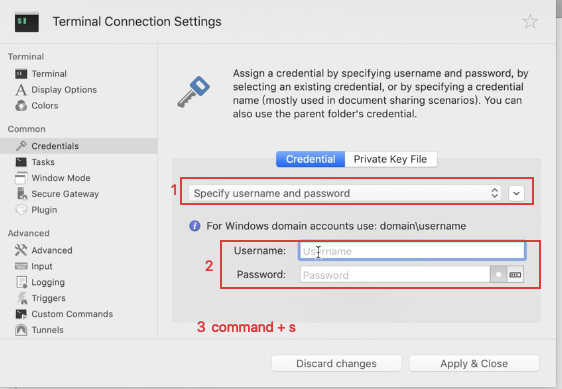 $
Terminal Connection Settings
Terminal
Terminal
Display Options
Colors
Common
Credentials
Tasks
Window Mode
Secure Gateway
Plugin
Advanced
Advanced
Input
Logging
Triggers
Custom Commands
Tunnels
Assign a credential by specifying username and password, by
selecting an existing credential, or by specifying a credential
name (mostly used in document sharing scenarios). You can
also use the parent folder's credential.
Credential
Private Key File
1
Specify username and password
For Windows domain accounts use: domain\username
2
Username:
Username
Password:
Password
3 command + s
Discard changes
Apply & Close